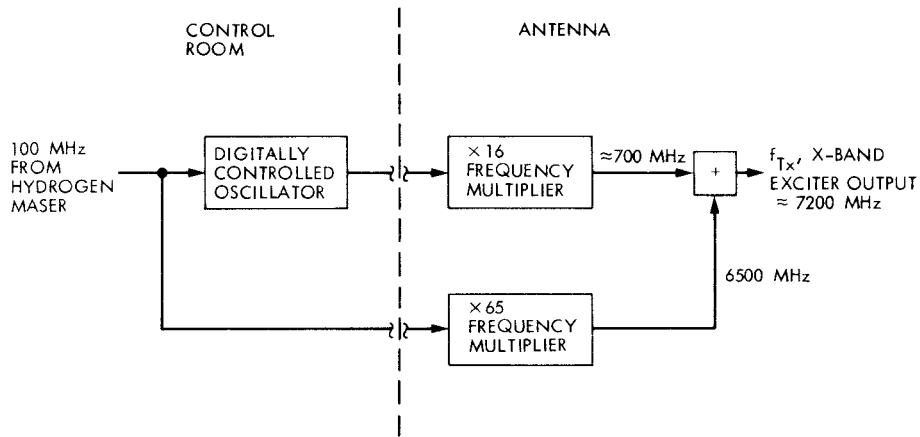 CONTROL
ROOM
ANTENNA
100 MHz
FROM
HYDROGEN
MASER
DIGITALLY
CONTROLLED
OSCILLATOR
× 16
FREQUENCY
MULTIPLIER
≈700 MHz
+
fTx, X-BAND
EXCITER OUTPUT
≈ 7200 MHz
6500 MHz
× 65
FREQUENCY
MULTIPLIER